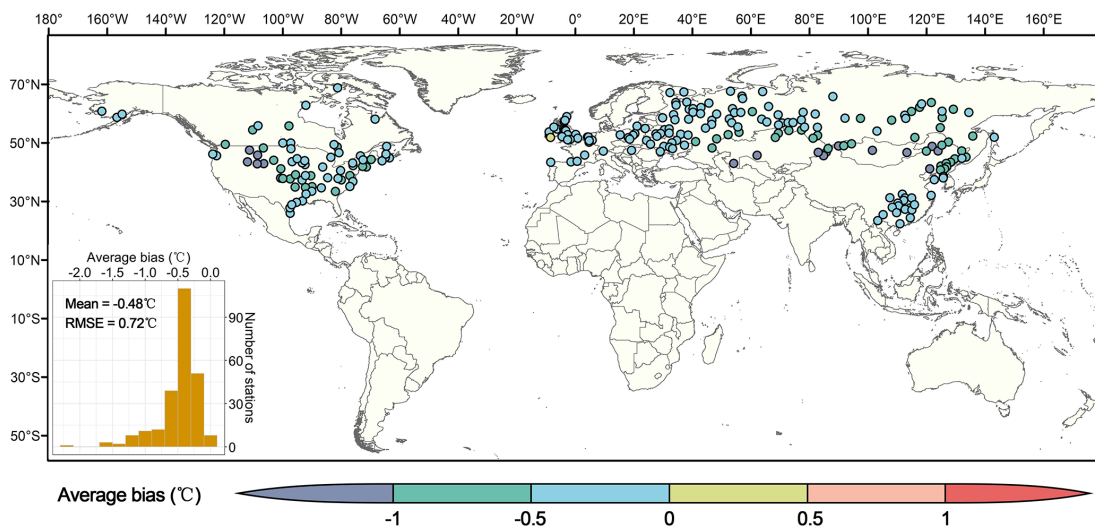 180° 160°W 140°W 120°W 100°W 80°W 60°W 40°W 20°W 0° 20°E 40°E 60°E 80°E 100°E 120°E 140°E 160°E
70°N
50°N
30°N
10°N
10°S
30°S
50°S
Average bias (℃)
-2.0 -1.5 -1.0 -0.5 0.0
Mean = -0.48℃
RMSE = 0.72℃
90
60
30
0
Number of stations
Average bias (℃)
-1 -0.5 0 0.5 1